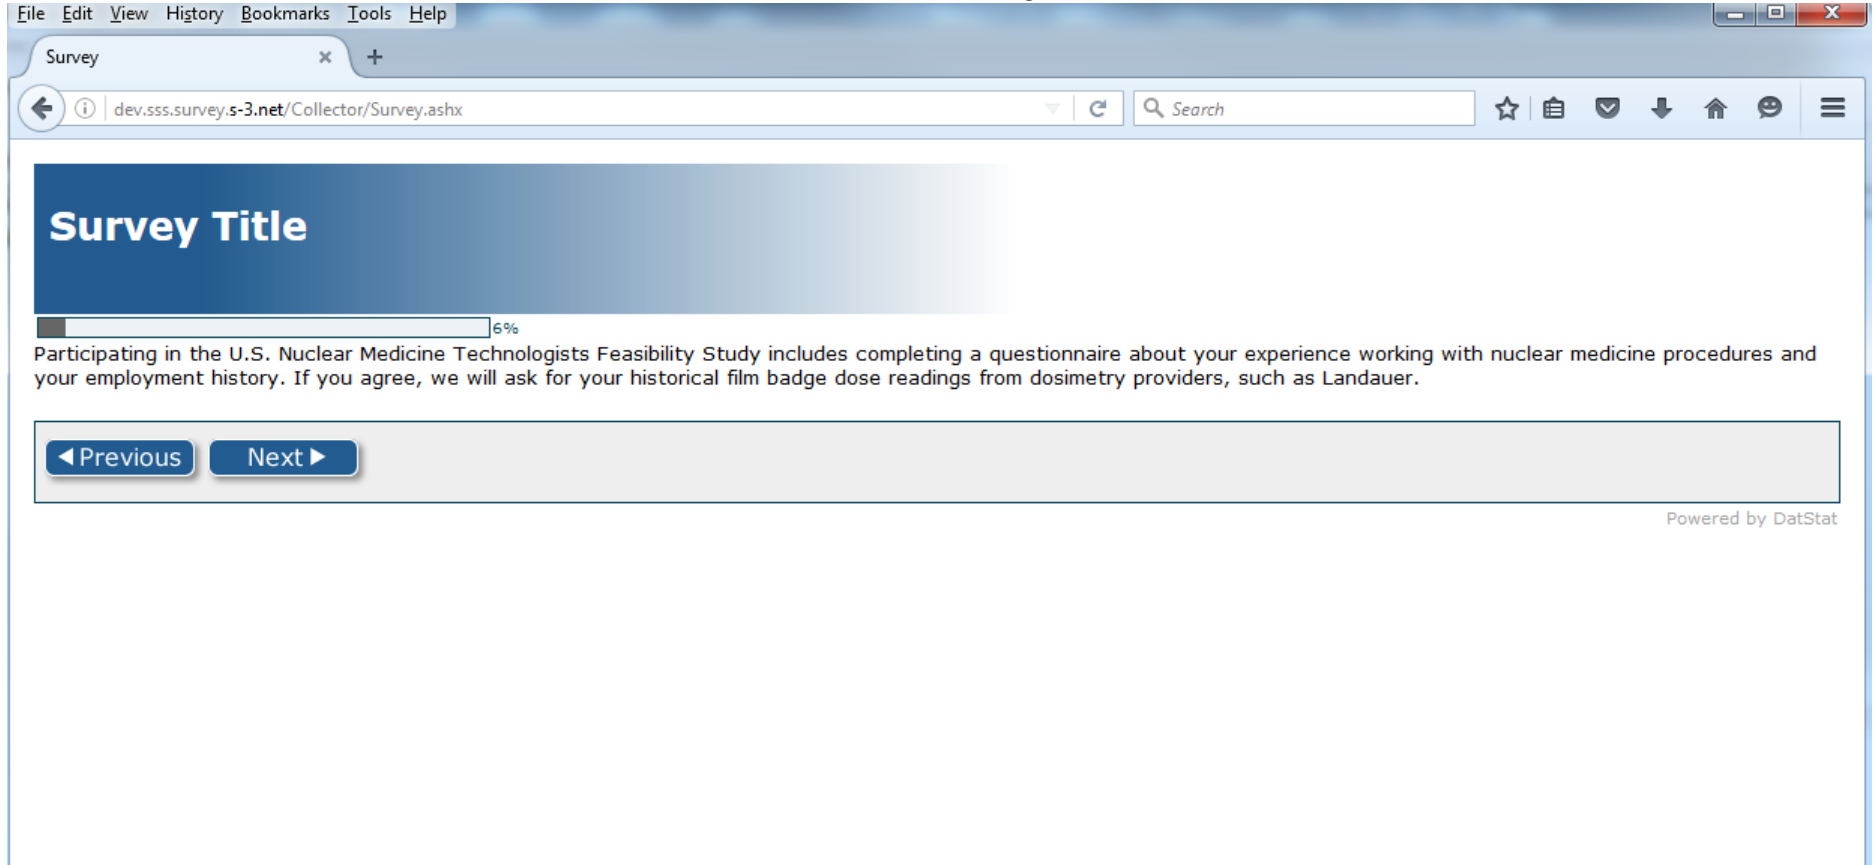 File Edit View History Bookmarks Tools Help
Survey
dev.sss.survey.s-3.net/Collector/Survey.ashx
Search
Survey Title
6%
Participating in the U.S. Nuclear Medicine Technologists Feasibility Study includes completing a questionnaire about your experience working with nuclear medicine procedures and
your employment history. If you agree, we will ask for your historical film badge dose readings from dosimetry providers, such as Landauer.
Previous Next
Powered by DatStat